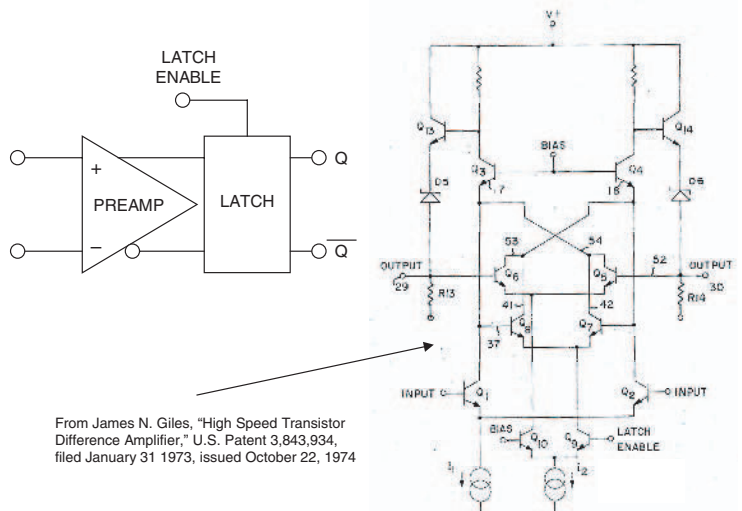 LATCH
ENABLE
+
PREAMP
−
LATCH
Q
Q
From James N. Giles, “High Speed Transistor
Difference Amplifier,” U.S. Patent 3,843,934,
filed January 31 1973, issued October 22, 1974
V+
Q13
Q14
BIAS
Q3
Q4
17
18
D5
D6
53
54
OUTPUT
29
Q6
Q5
52
OUTPUT
30
R13
R14
41
42
Q8
Q7
37
INPUT
Q1
Q2
INPUT
BIAS
Q10
Q9
LATCH
ENABLE
i1
i2